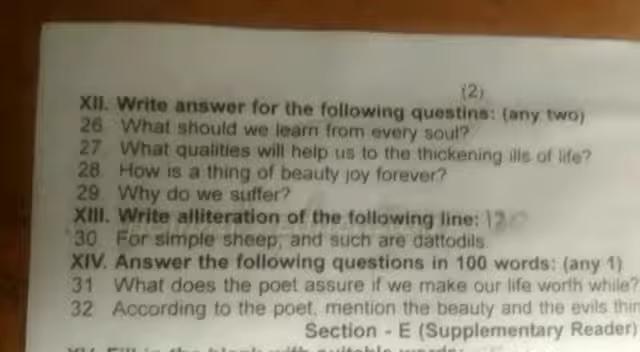 (2)
XII. Write answer for the following questins: (any two)
26 What should we learn from every soul?
27 What qualities will help us to the thickening ills of life?
28. How is a thing of beauty joy forever?
29. Why do we suffer?
XIII. Write alliteration of the following line:
30. For simple sheep; and such are dattodils.
XIV. Answer the following questions in 100 words: (any 1)
31 What does the poet assure if we make our life worth while?
32 According to the poet, mention the beauty and the evils thin
Section - E (Supplementary Reader)